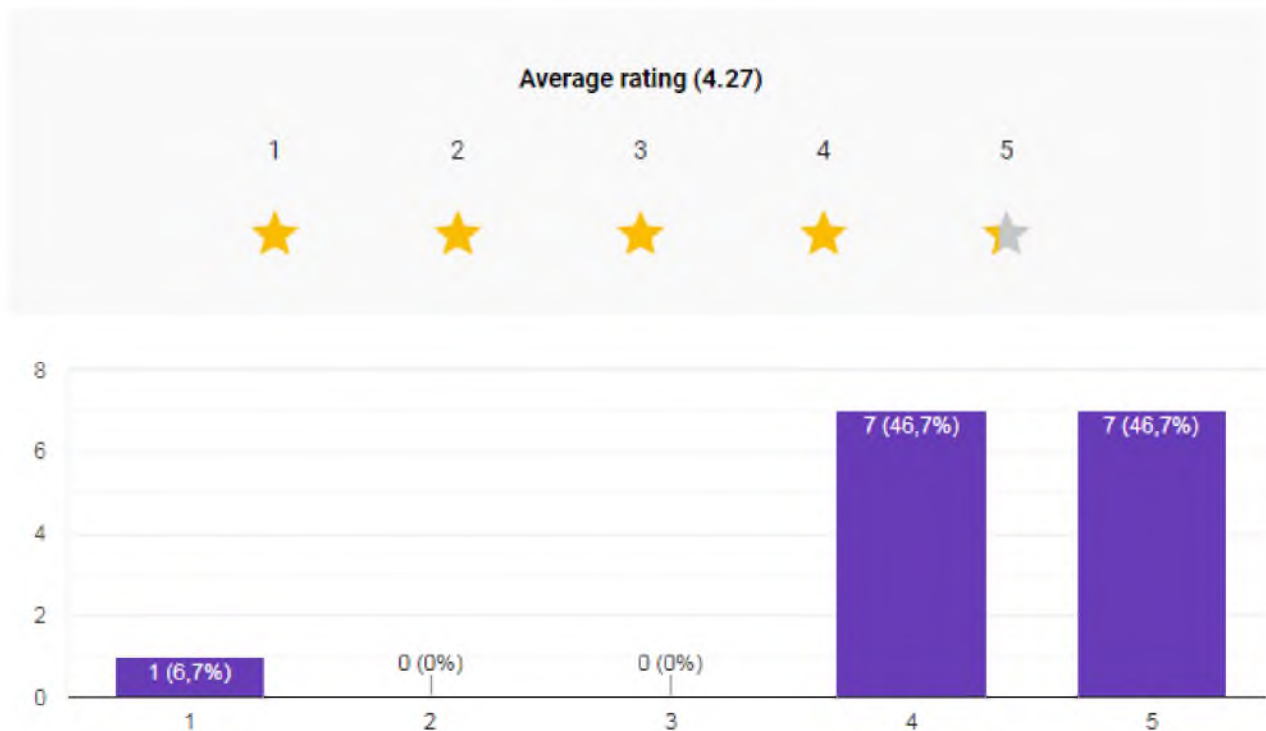 Average rating (4.27)
1 2 3 4 5
8
7 (46,7%) 7 (46,7%)
6
4
2
1 (6,7%) 0 (0%) 0 (0%)
0
1 2 3 4 5